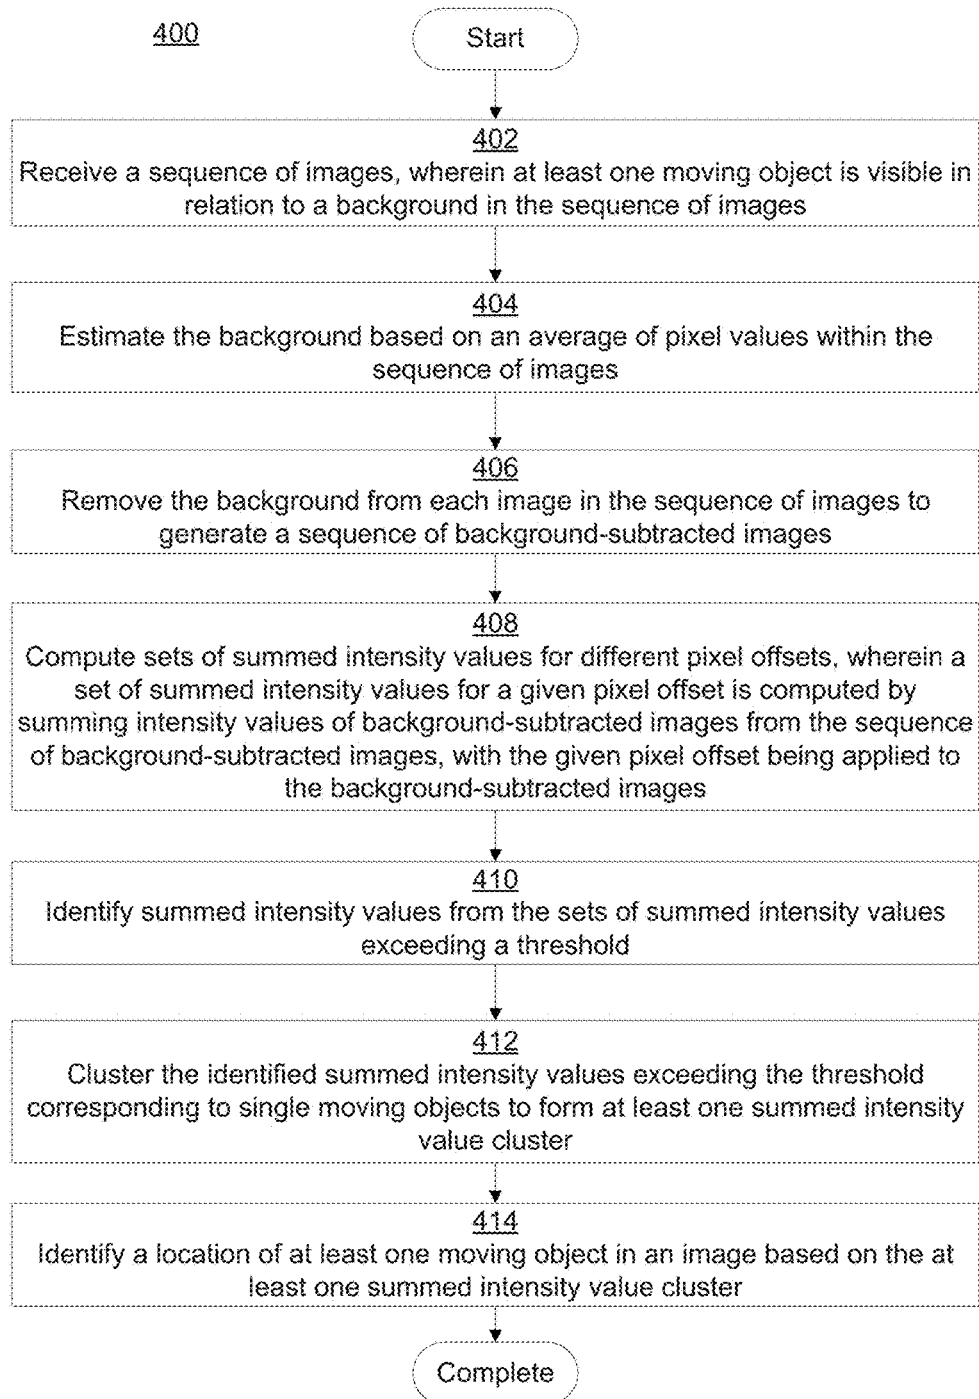 400
Start
402
Receive a sequence of images, wherein at least one moving object is visible in
relation to a background in the sequence of images
404
Estimate the background based on an average of pixel values within the
sequence of images
406
Remove the background from each image in the sequence of images to
generate a sequence of background-subtracted images
408
Compute sets of summed intensity values for different pixel offsets, wherein a
set of summed intensity values for a given pixel offset is computed by
summing intensity values of background-subtracted images from the sequence
of background-subtracted images, with the given pixel offset being applied to
the background-subtracted images
410
Identify summed intensity values from the sets of summed intensity values
exceeding a threshold
412
Cluster the identified summed intensity values exceeding the threshold
corresponding to single moving objects to form at least one summed intensity
value cluster
414
Identify a location of at least one moving object in an image based on the at
least one summed intensity value cluster
Complete